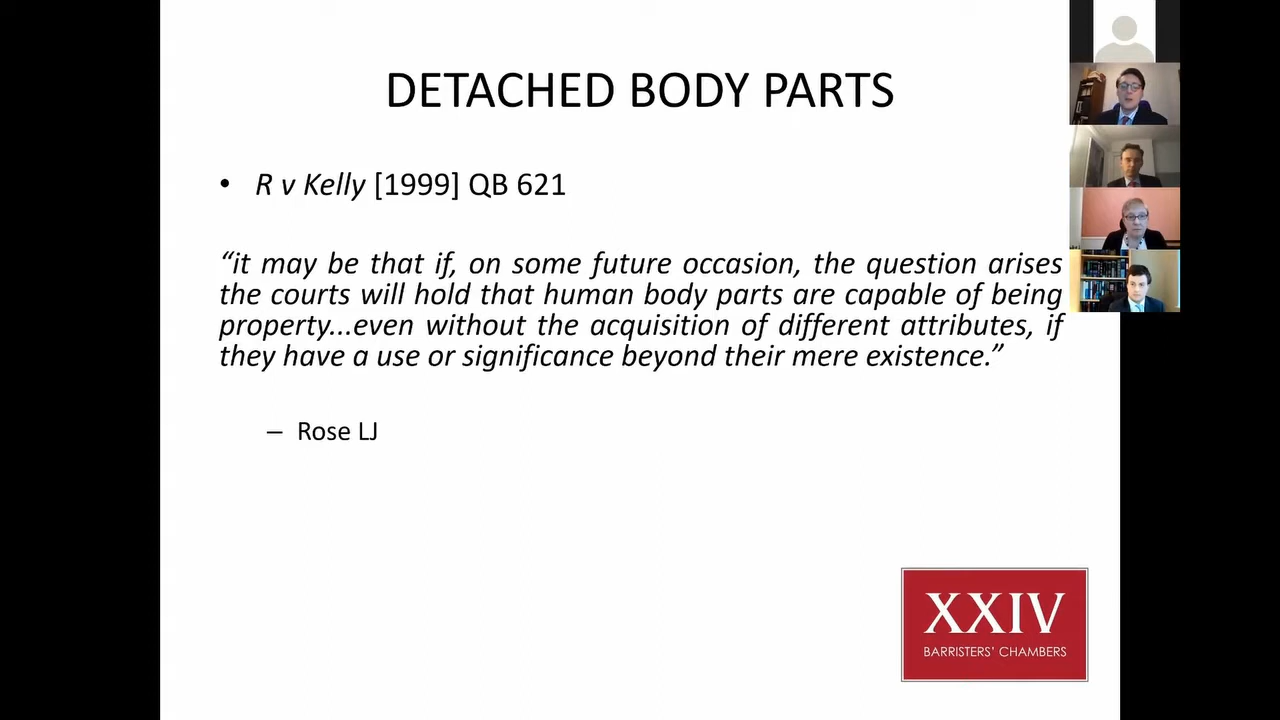 DETACHED BODY PARTS
• R v Kelly [1999] QB 621
“it may be that if, on some future occasion, the question arises
the courts will hold that human body parts are capable of being
property...even without the acquisition of different attributes, if
they have a use or significance beyond their mere existence.”
– Rose LJ
XXIV
BARRISTERS’ CHAMBERS